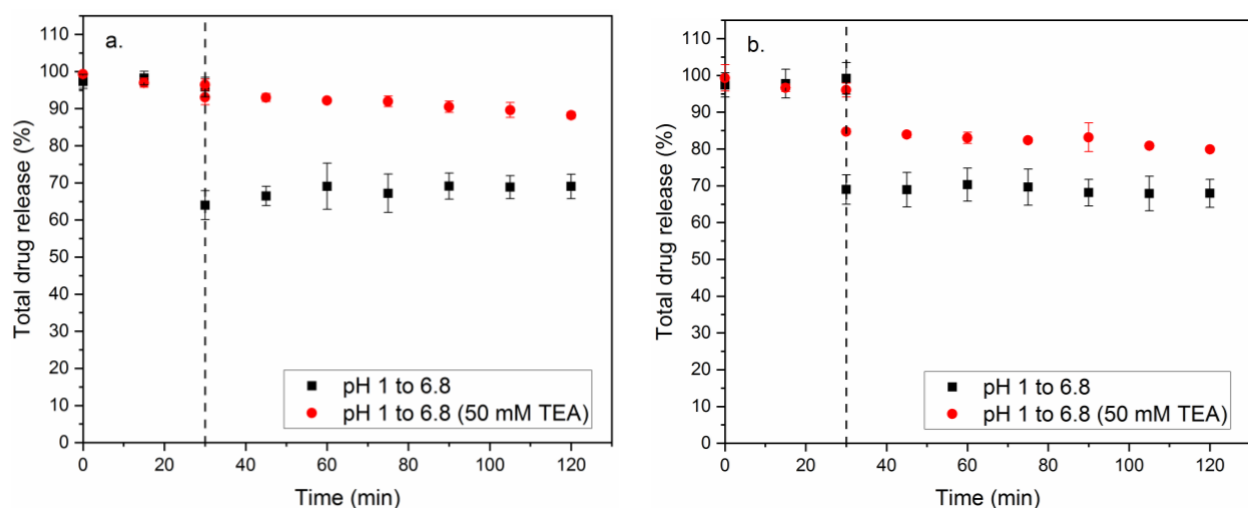 a.
Total drug release (%)
110
100
90
80
70
60
50
40
30
20
10
0
pH 1 to 6.8
pH 1 to 6.8 (50 mM TEA)
0 20 40 60 80 100 120
Time (min)
b.
Total drug release (%)
110
100
90
80
70
60
50
40
30
20
10
0
pH 1 to 6.8
pH 1 to 6.8 (50 mM TEA)
0 20 40 60 80 100 120
Time (min)